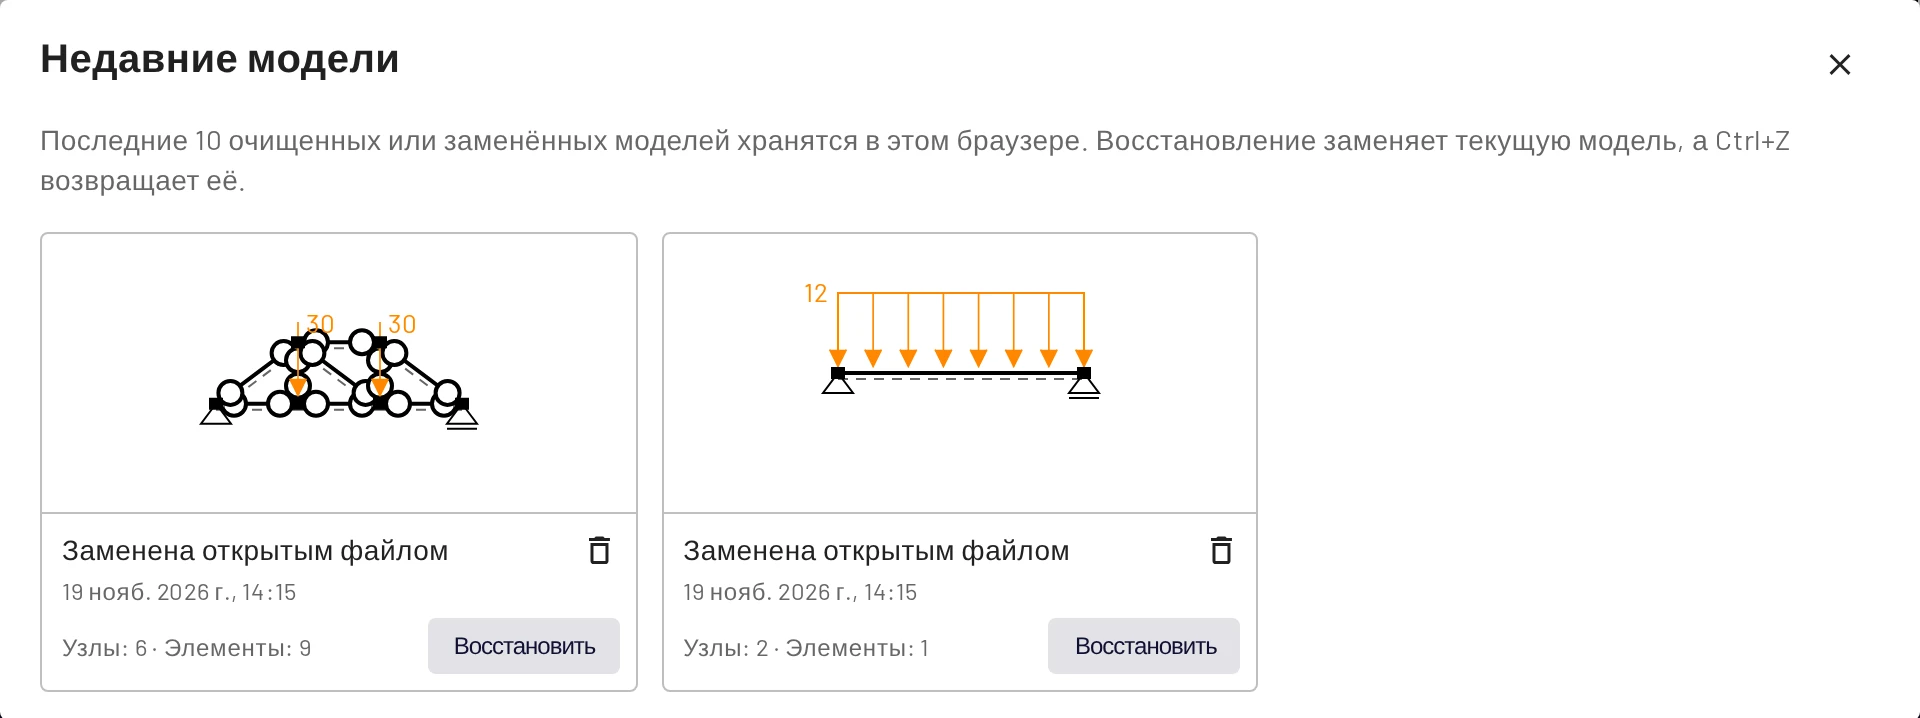 Недавние модели
Последние 10 очищенных или заменённых моделей хранятся в этом браузере. Восстановление заменяет текущую модель, а Ctrl+Z
возвращает её.
30 30
12
Заменена открытым файлом
19 нояб. 2026 г., 14:15
Узлы: 6 · Элементы: 9
Восстановить
Заменена открытым файлом
19 нояб. 2026 г., 14:15
Узлы: 2 · Элементы: 1
Восстановить